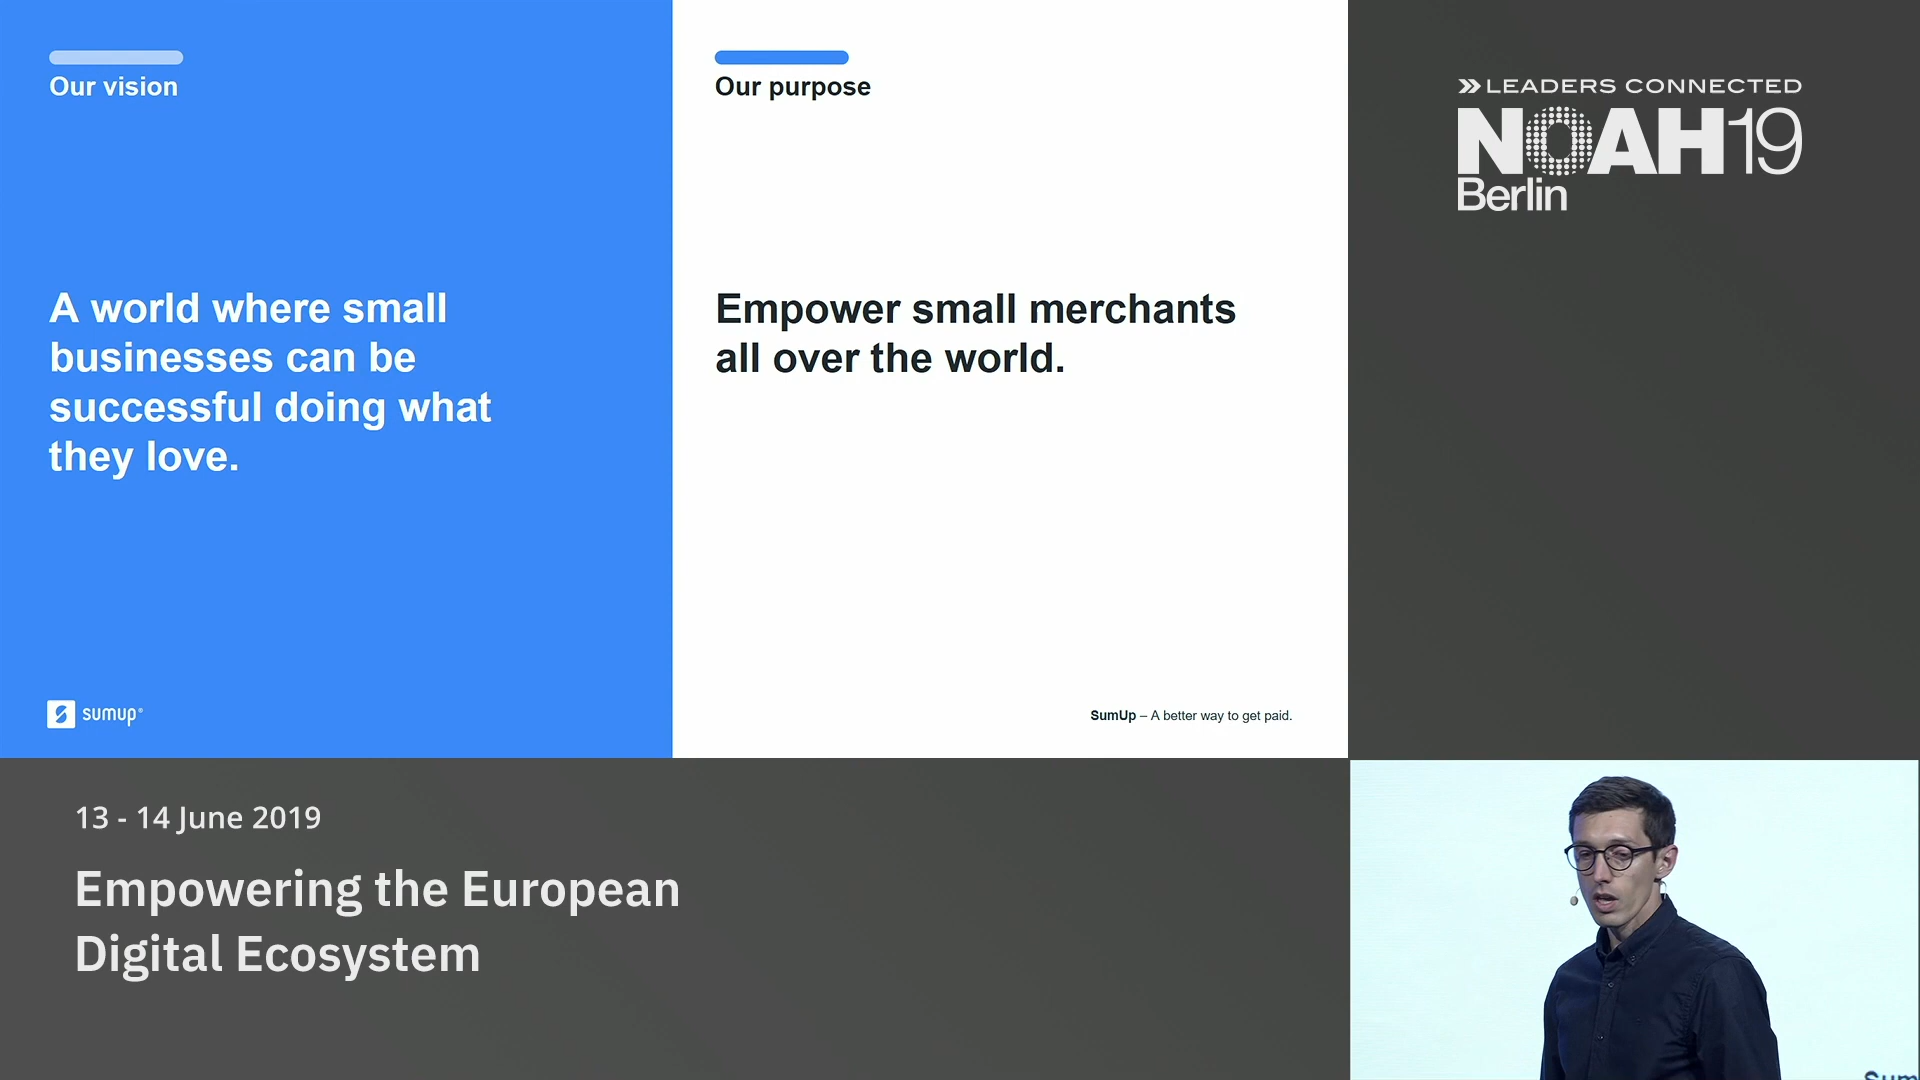 Our vision
A world where small
businesses can be
successful doing what
they love.
sumup®
Our purpose
Empower small merchants
all over the world.
SumUp – A better way to get paid.
LEADERS CONNECTED
NOAH19
Berlin
13 - 14 June 2019
Empowering the European
Digital Ecosystem
Sum